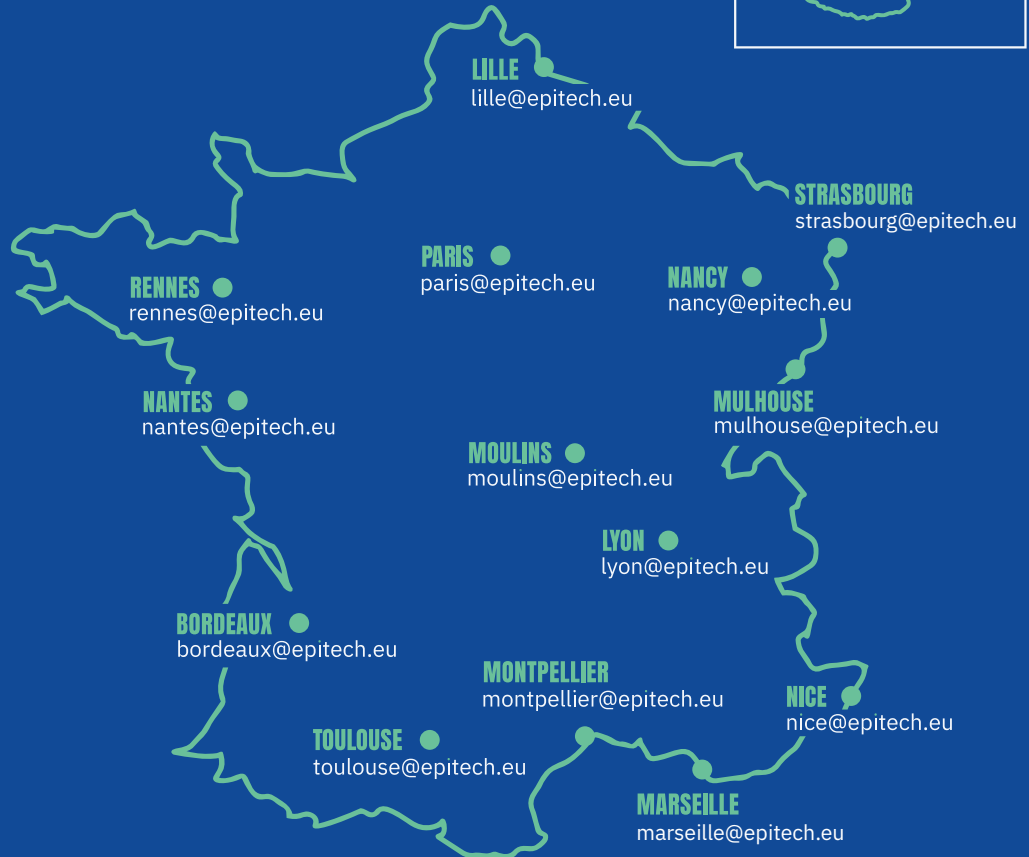 LILLE
lille@epitech.eu
STRASBOURG
strasbourg@epitech.eu
PARIS
paris@epitech.eu
NANCY
nancy@epitech.eu
RENNES
rennes@epitech.eu
NANTES
nantes@epitech.eu
MULHOUSE
mulhouse@epitech.eu
MOULINS
moulins@epitech.eu
LYON
lyon@epitech.eu
BORDEAUX
bordeaux@epitech.eu
MONTPELLIER
montpellier@epitech.eu
NICE
nice@epitech.eu
TOULOUSE
toulouse@epitech.eu
MARSEILLE
marseille@epitech.eu